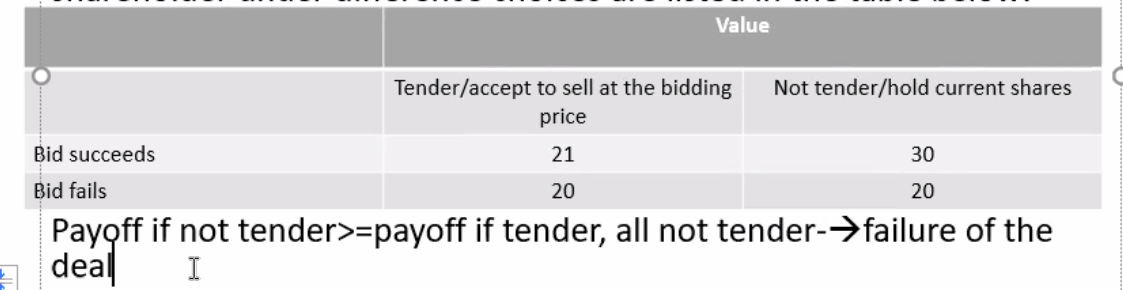 shareholder under difference choices are listed in the table below:
Value
Tender/accept to sell at the bidding
price
Not tender/hold current shares
Bid succeeds 21 30
Bid fails 20 20
Payoff if not tender>=payoff if tender, all not tender-→failure of the
deal